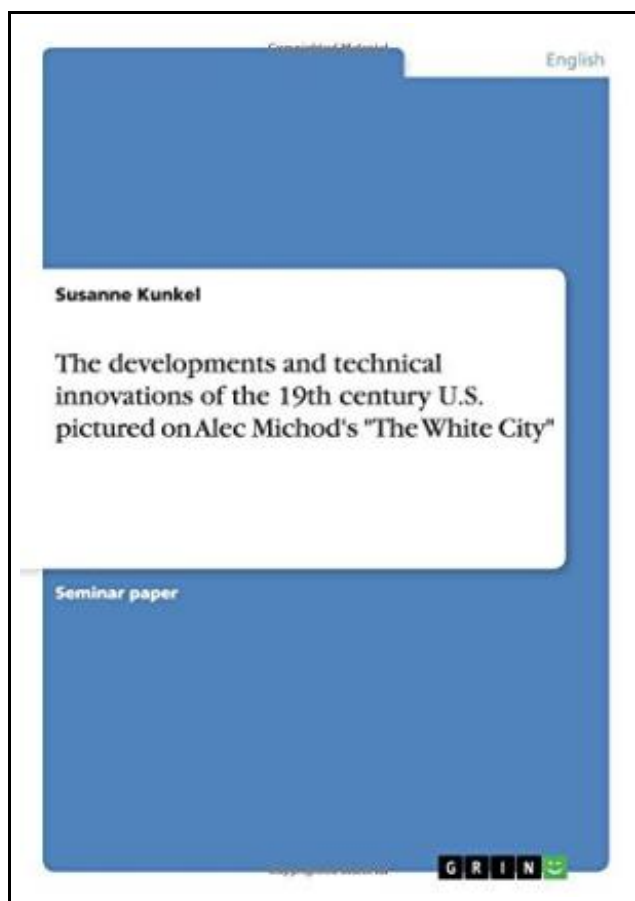 English
Susanne Kunkel
The developments and technical
innovations of the 19th century U.S.
pictured on Alec Michod's "The White City"
Seminar paper
GRIN